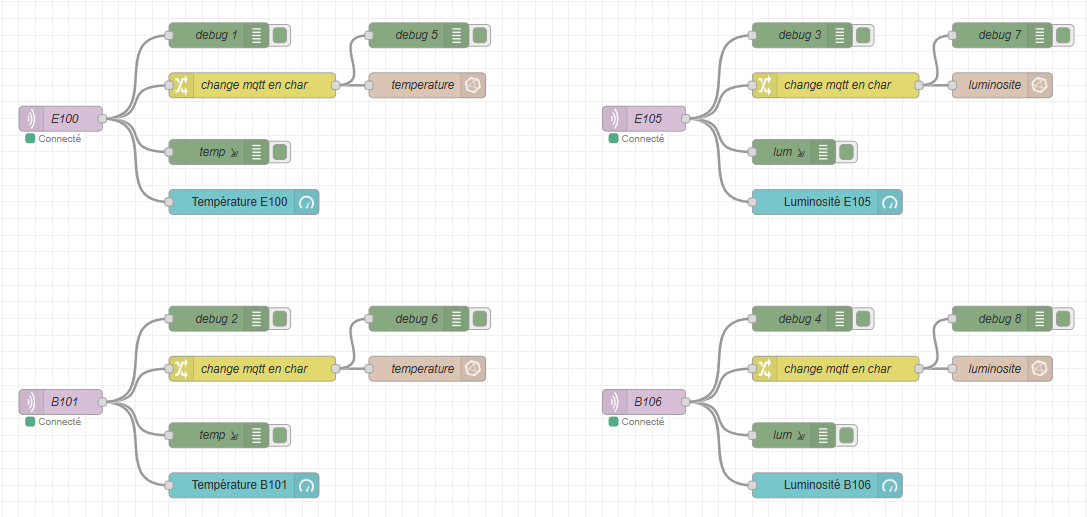 debug 1
debug 5
change mqtt en char
temperature
E100
Connecté
temp
Température E100
debug 3
debug 7
change mqtt en char
luminosite
E105
Connecté
lum
Luminosité E105
debug 2
debug 6
change mqtt en char
temperature
B101
Connecté
temp
Température B101
debug 4
debug 8
change mqtt en char
luminosite
B106
Connecté
lum
Luminosité B106